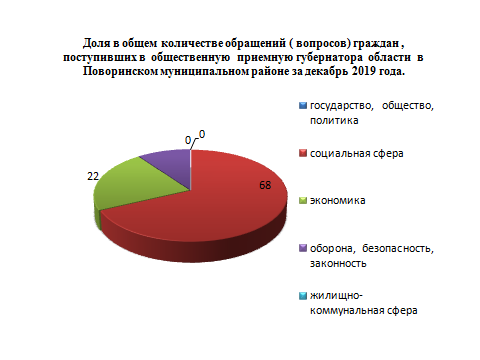 Доля в общем количестве обращений ( вопросов) граждан ,
поступивших в общественную приемную губернатора области в
Поворинском муниципальном районе за декабрь 2019 года.
0
0
22
68
государство, общество,
политика
социальная сфера
экономика
оборона, безопасность,
законность
жилищно-
коммунальная сфера